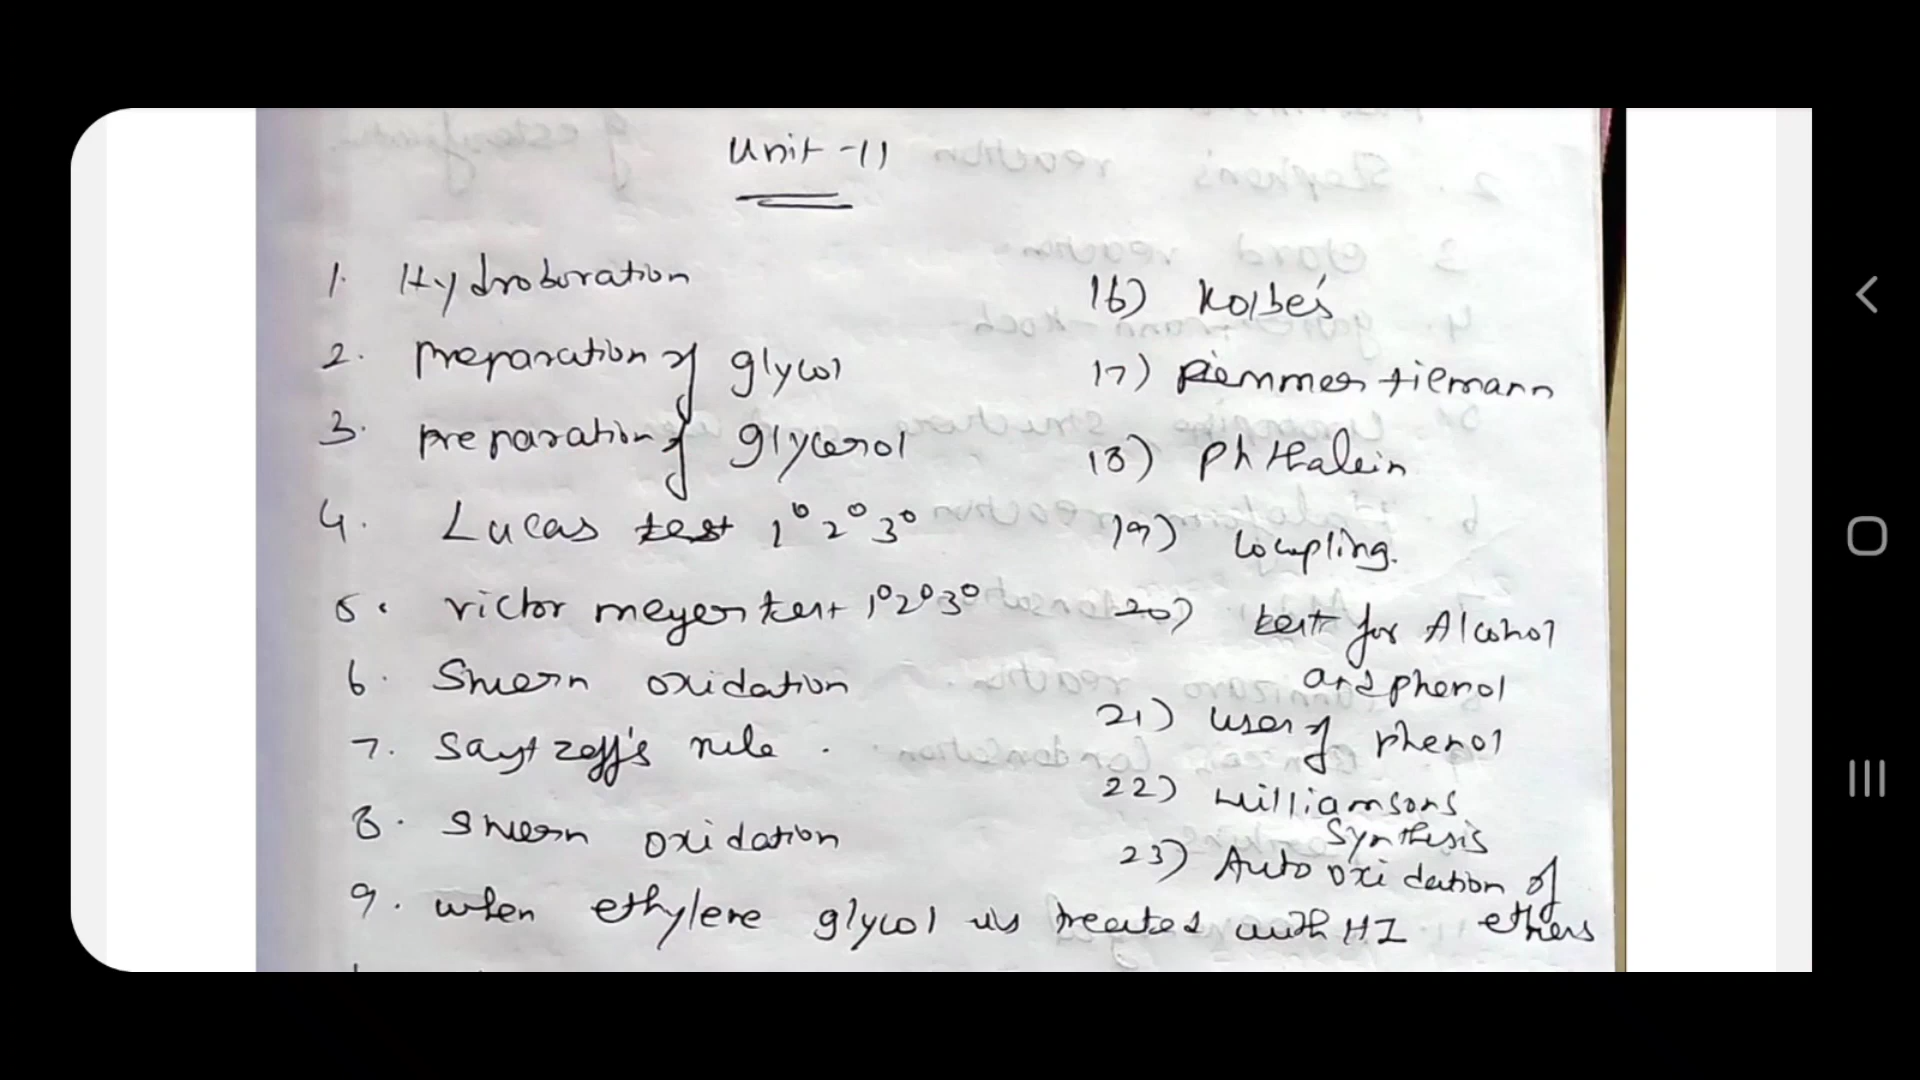 Unit - II
1. Hydroboration
2. preparation of glycol
3. preparation of glycerol
4. Lucas test 1° 2° 3°
5. victor meyer test 1° 2° 3°
6. Swern oxidation
7. Saytzeff's rule.
8. Swern oxidation
9. when ethylene glycol is treated with HI
16) Kolbe's
17) Riemmer tiemann
18) Phthalein
19) Coupling.
20) test for Alcohol
and phenol
21) uses of phenol
22) williamsons
Synthesis
23) Auto oxidation of
ethers